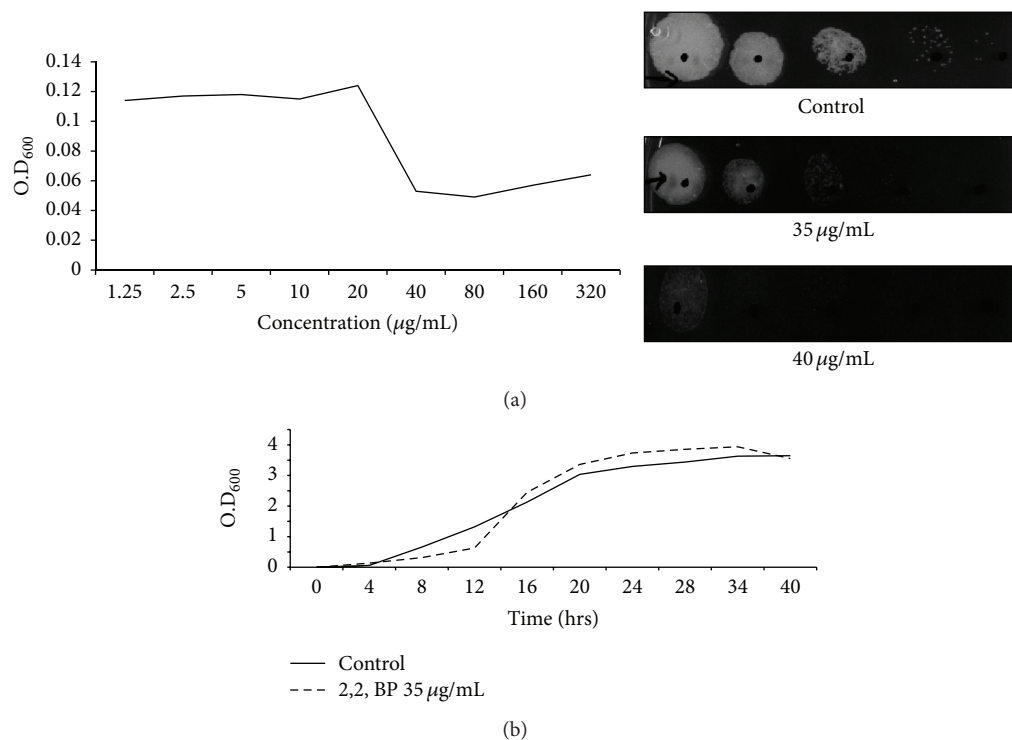 0.14
0.12
0.1
0.08
0.06
0.04
0.02
0
O.D600
1.25 2.5 5 10 20 40 80 160 320
Concentration (µg/mL)
Control
35 µg/mL
40 µg/mL
(a)
4
3
2
1
0
O.D600
0 4 8 12 16 20 24 28 34 40
Time (hrs)
Control
2,2, BP 35 µg/mL
(b)